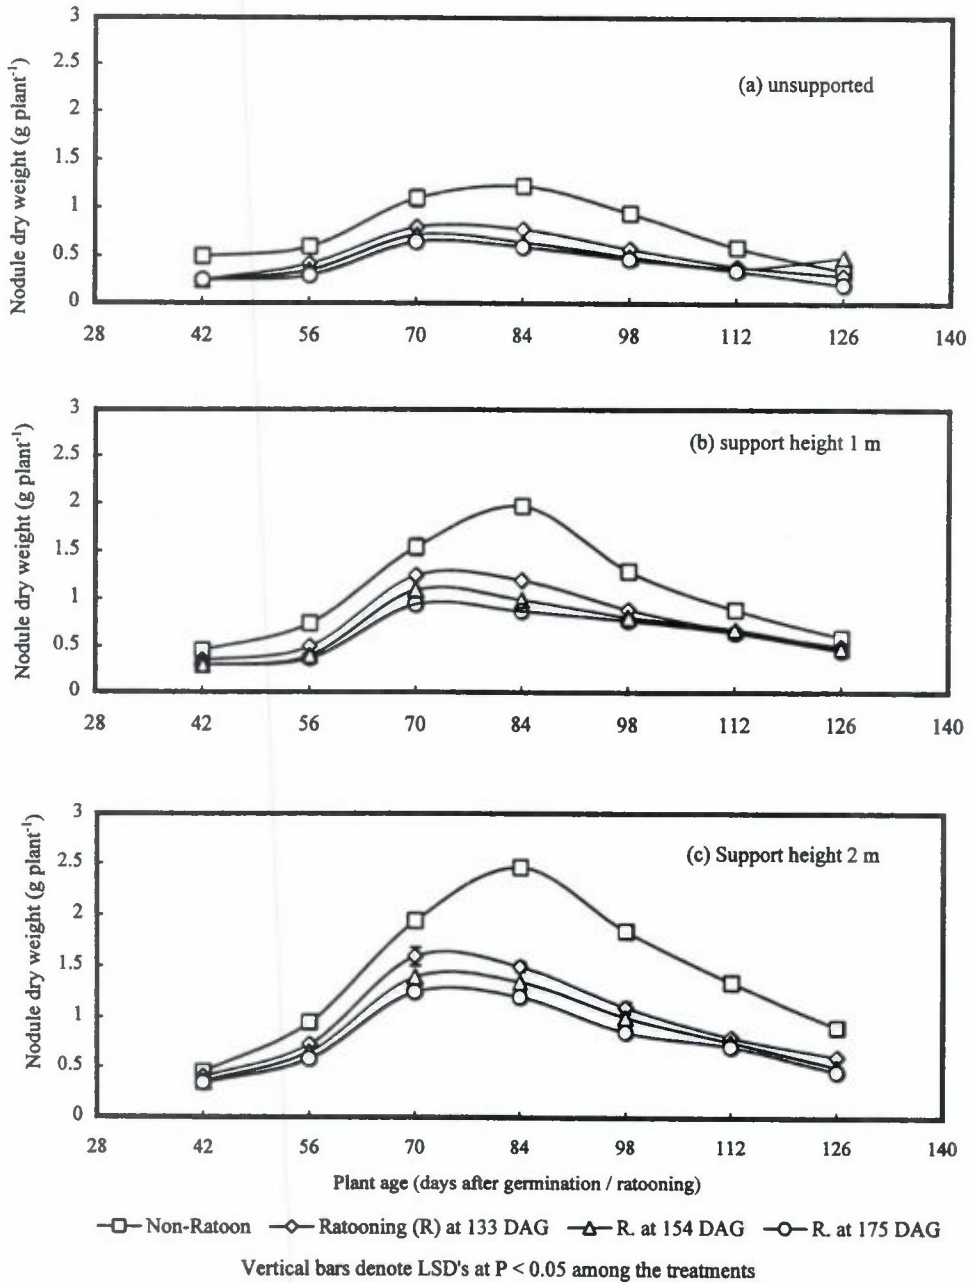 3
2.5
2
1.5
1
0.5
0
Nodule dry weight (g plant⁻¹)
(a) unsupported
28 42 56 70 84 98 112 126 140
3
2.5
2
1.5
1
0.5
0
Nodule dry weight (g plant⁻¹)
(b) support height 1 m
28 42 56 70 84 98 112 126 140
3
2.5
2
1.5
1
0.5
0
Nodule dry weight (g plant⁻¹)
(c) Support height 2 m
28 42 56 70 84 98 112 126 140
Plant age (days after germination / ratooning)
Non-Ratoon Ratooning (R) at 133 DAG R. at 154 DAG R. at 175 DAG
Vertical bars denote LSD's at P < 0.05 among the treatments